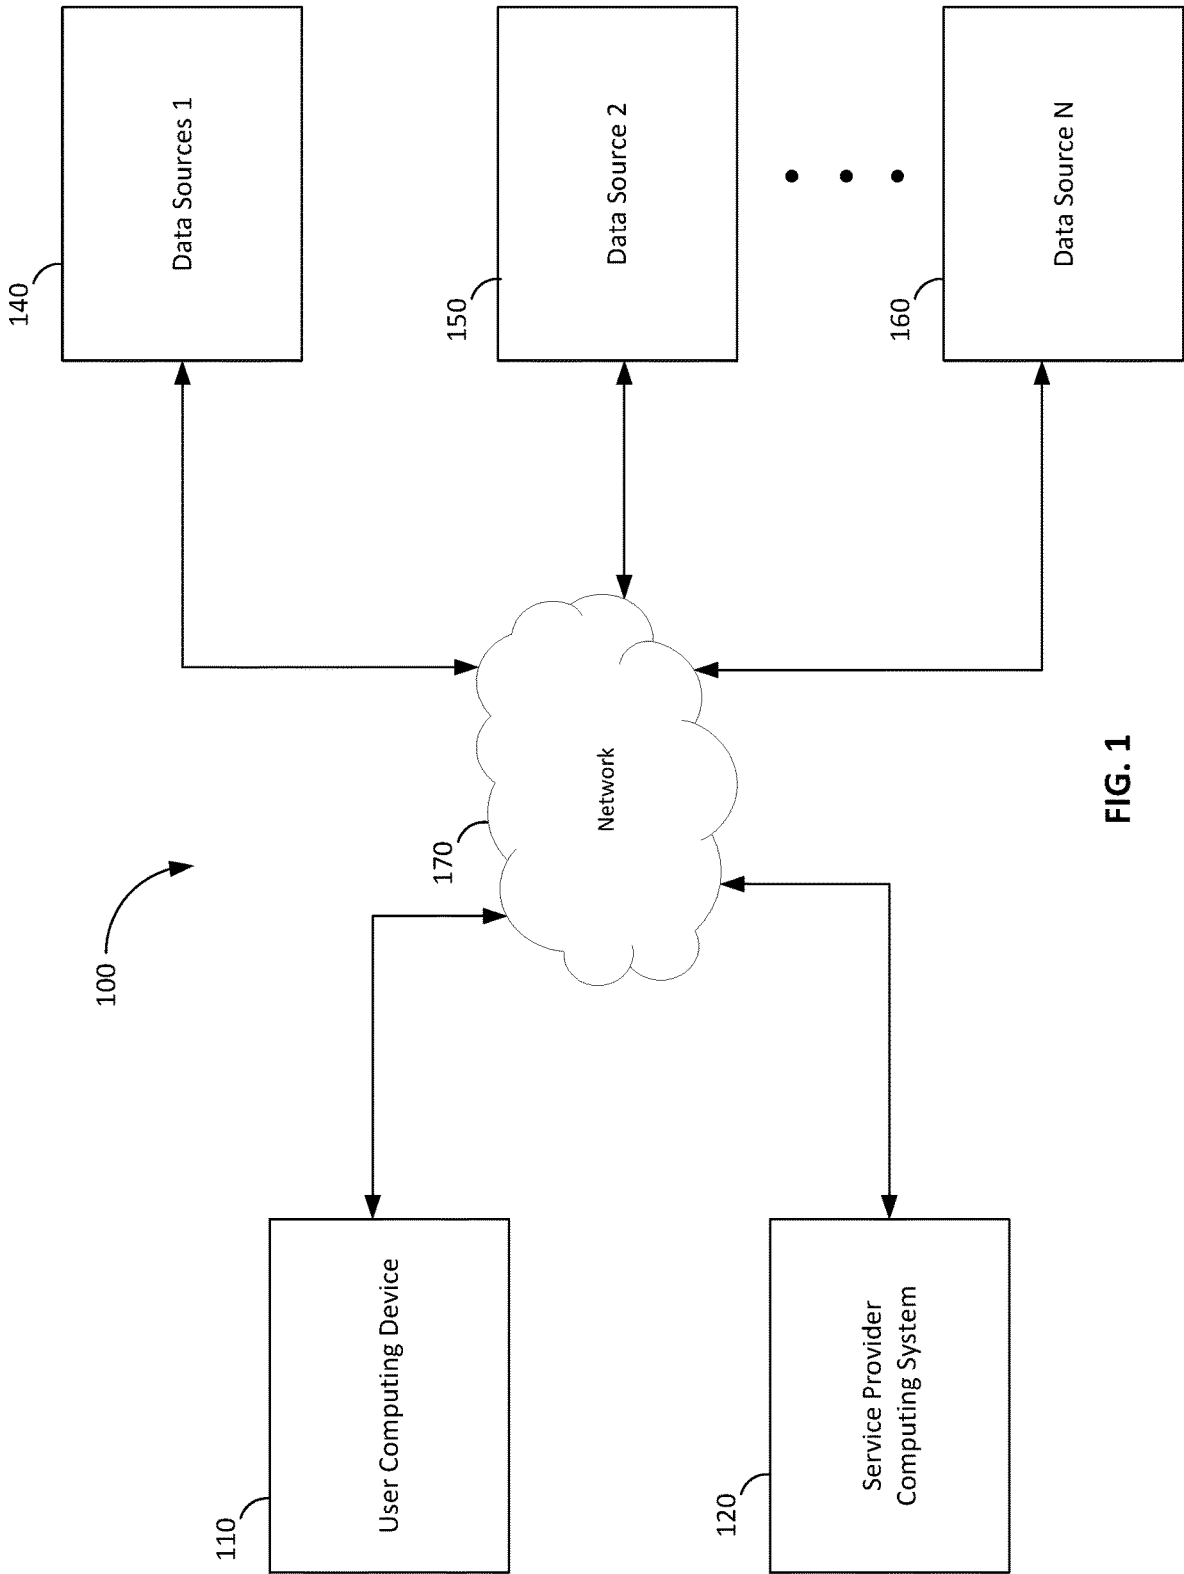 100
110
User Computing Device
120
Service Provider
Computing System
170
Network
140
Data Sources 1
150
Data Source 2
160
Data Source N
FIG. 1